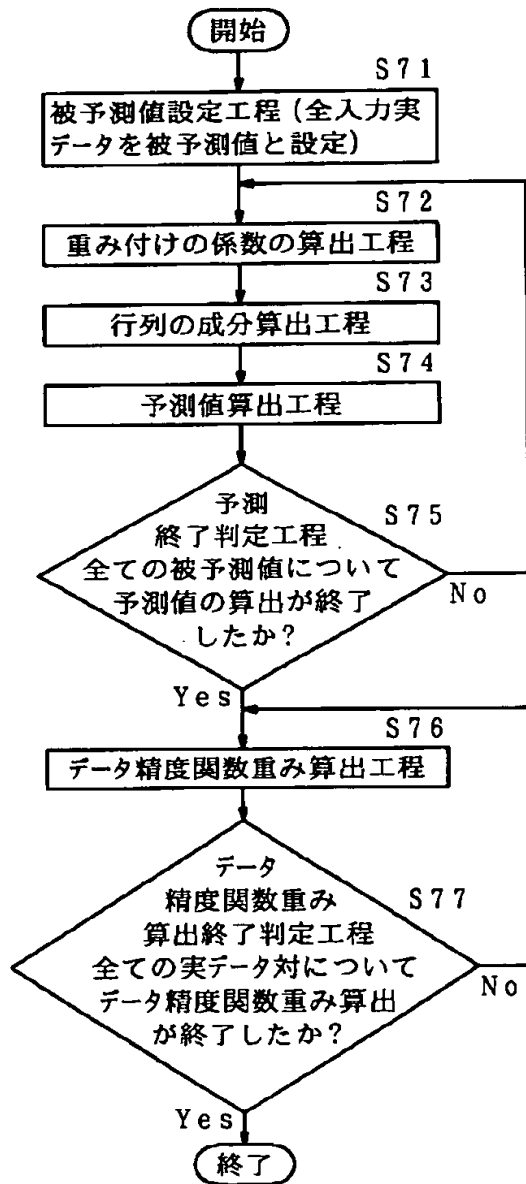 開始
S71
被予測値設定工程(全入力実
データを被予測値と設定)
S72
重み付けの係数の算出工程
S73
行列の成分算出工程
S74
予測値算出工程
S75
予測
終了判定工程
全ての被予測値について
予測値の算出が終了
したか?
No
Yes
S76
データ精度関数重み算出工程
S77
データ
精度関数重み
算出終了判定工程
全ての実データ対について
データ精度関数重み算出
が終了したか?
No
Yes
終了